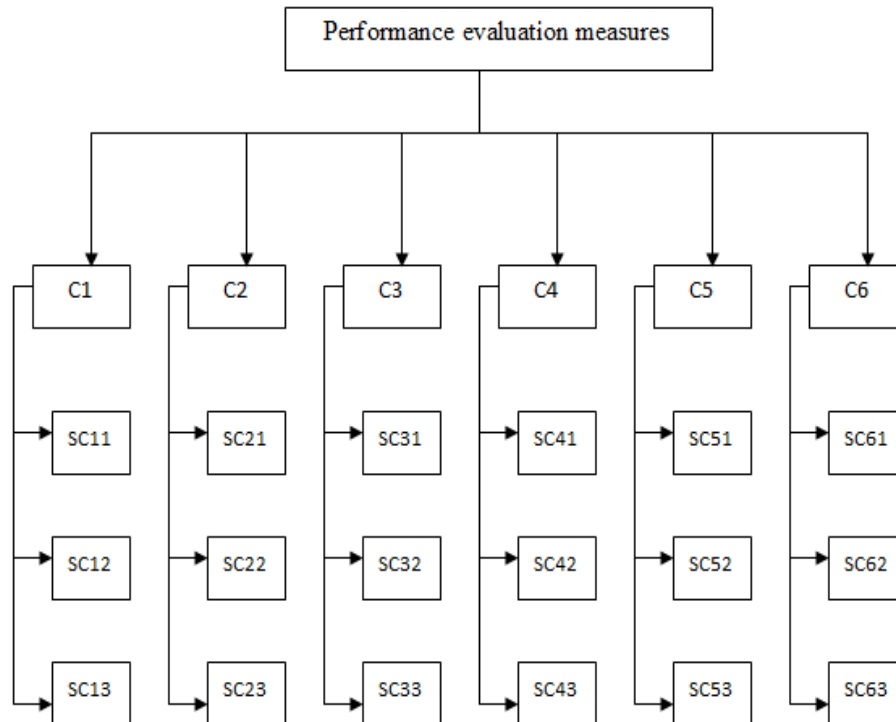 Performance evaluation measures
C1 C2 C3 C4 C5 C6
SC11 SC21 SC31 SC41 SC51 SC61
SC12 SC22 SC32 SC42 SC52 SC62
SC13 SC23 SC33 SC43 SC53 SC63